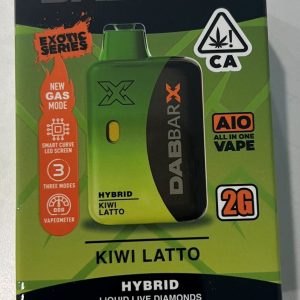 EXOTIC
SERIES
CA
NEW
GAS
MODE
SMART CURVE
LED SCREEN
3
THREE MODES
VAPEOMETER
X
HYBRID
KIWI
LATTO
DABBAR X
AIO
ALL IN ONE
VAPE
2G
KIWI LATTO
HYBRID
LIQUID LIVE DIAMONDS